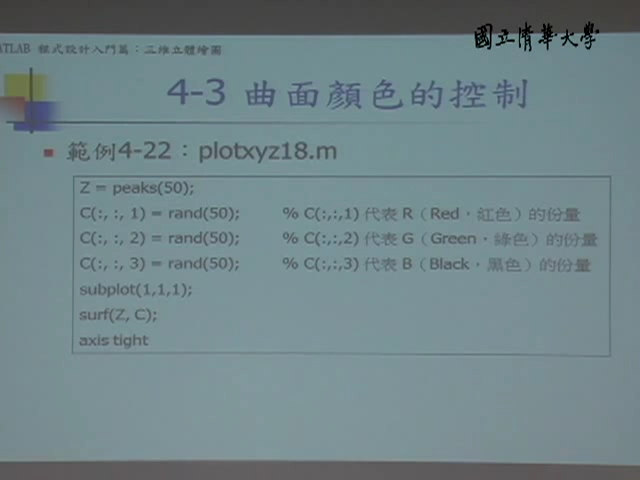 國立清華大學
MATLAB 程式設計入門篇：三維立體繪圖
4-3 曲面顏色的控制
範例4-22：plotxyz18.m
Z = peaks(50);
C(:, :, 1) = rand(50); % C(:,:,1) 代表 R（Red，紅色）的份量
C(:, :, 2) = rand(50); % C(:,:,2) 代表 G（Green，綠色）的份量
C(:, :, 3) = rand(50); % C(:,:,3) 代表 B（Black，黑色）的份量
subplot(1,1,1);
surf(Z, C);
axis tight